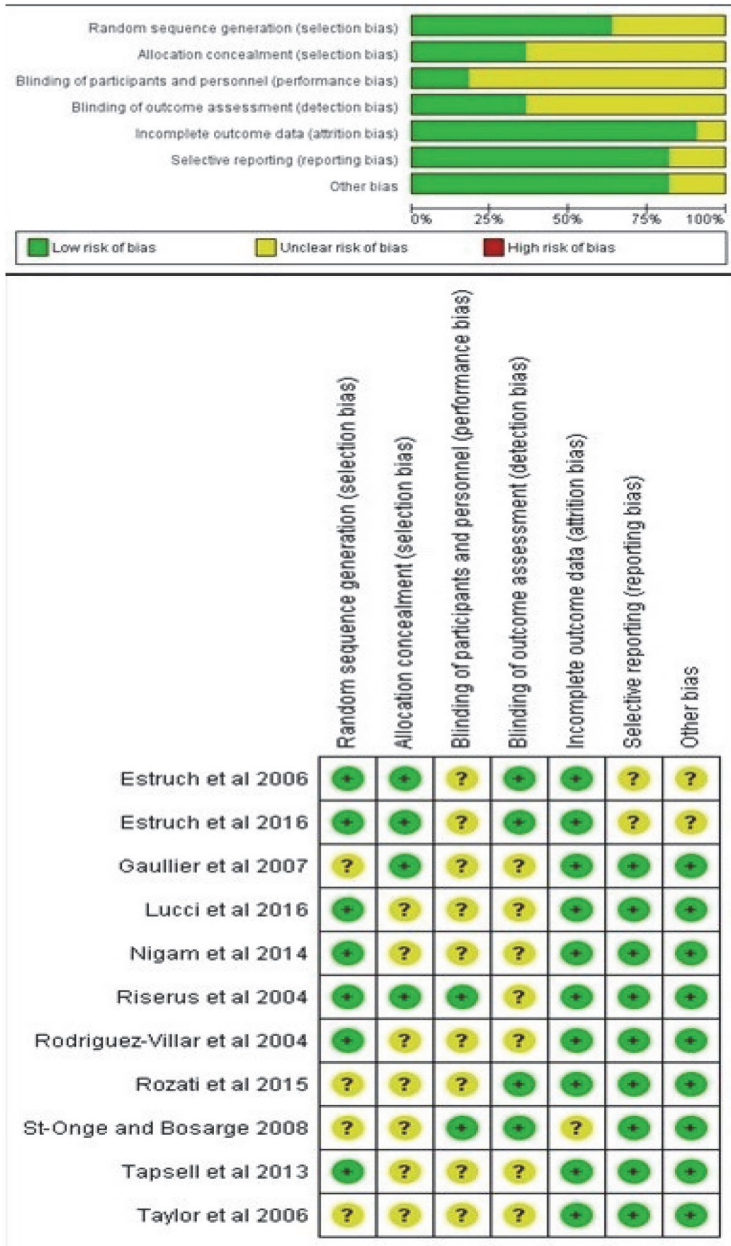 Random sequence generation (selection bias)
Allocation concealment (selection bias)
Blinding of participants and personnel (performance bias)
Blinding of outcome assessment (detection bias)
Incomplete outcome data (attrition bias)
Selective reporting (reporting bias)
Other bias
0% 25% 50% 75% 100%
Low risk of bias Unclear risk of bias High risk of bias
Random sequence generation (selection bias)
Allocation concealment (selection bias)
Blinding of participants and personnel (performance bias)
Blinding of outcome assessment (detection bias)
Incomplete outcome data (attrition bias)
Selective reporting (reporting bias)
Other bias
Estruch et al 2006 + + ? + + ? ?
Estruch et al 2016 + + ? + + ? ?
Gaullier et al 2007 ? + ? ? + + +
Lucci et al 2016 + ? ? ? + + +
Nigam et al 2014 + ? ? ? + + +
Riserus et al 2004 + + + ? + + +
Rodriguez-Villar et al 2004 + ? ? ? + + +
Rozati et al 2015 ? ? ? + + + +
St-Onge and Bosarge 2008 ? ? + + ? + +
Tapsell et al 2013 + ? ? ? + + +
Taylor et al 2006 ? ? ? ? + + +